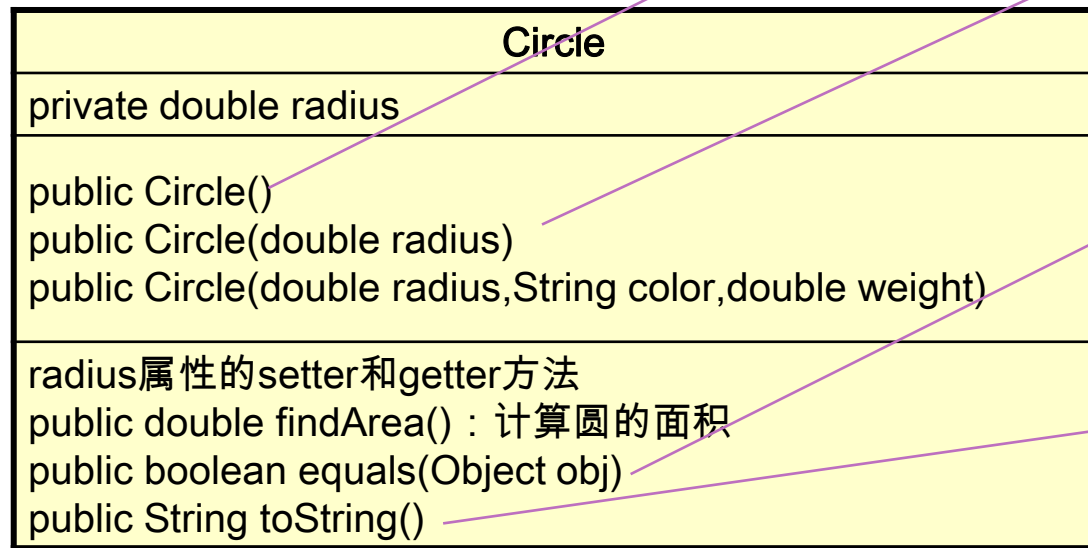 Circle
private double radius
public Circle()
public Circle(double radius)
public Circle(double radius,String color,double weight)
radius属性的setter和getter方法
public double findArea()：计算圆的面积
public boolean equals(Object obj)
public String toString()